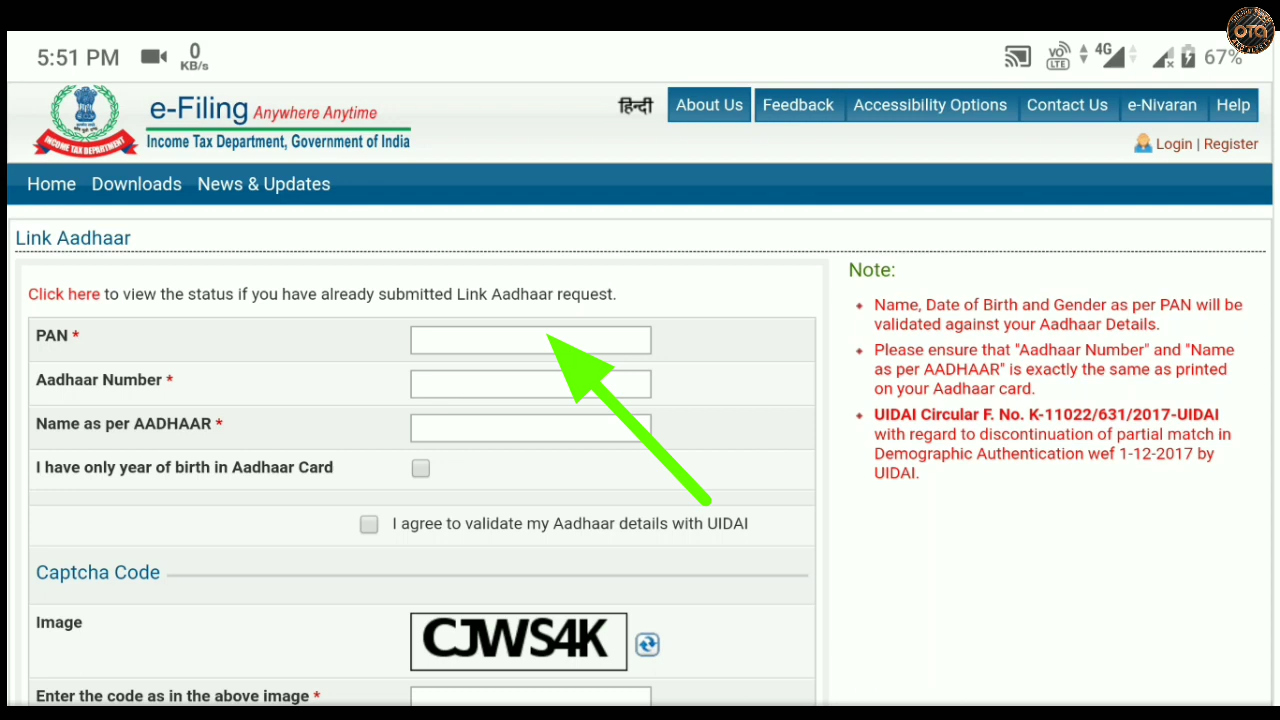 5:51 PM 0 KB/s VO LTE 4G 67%
OTA
e-Filing Anywhere Anytime
Income Tax Department, Government of India
INCOME TAX DEPARTMENT
हिन्दी About Us Feedback Accessibility Options Contact Us e-Nivaran Help
Login | Register
Home Downloads News & Updates
Link Aadhaar
Click here to view the status if you have already submitted Link Aadhaar request.
PAN *
Aadhaar Number *
Name as per AADHAAR *
I have only year of birth in Aadhaar Card
I agree to validate my Aadhaar details with UIDAI
Captcha Code
Image CJWS4K
Enter the code as in the above image *
Note:
Name, Date of Birth and Gender as per PAN will be
validated against your Aadhaar Details.
Please ensure that "Aadhaar Number" and "Name
as per AADHAAR" is exactly the same as printed
on your Aadhaar card.
UIDAI Circular F. No. K-11022/631/2017-UIDAI
with regard to discontinuation of partial match in
Demographic Authentication wef 1-12-2017 by
UIDAI.